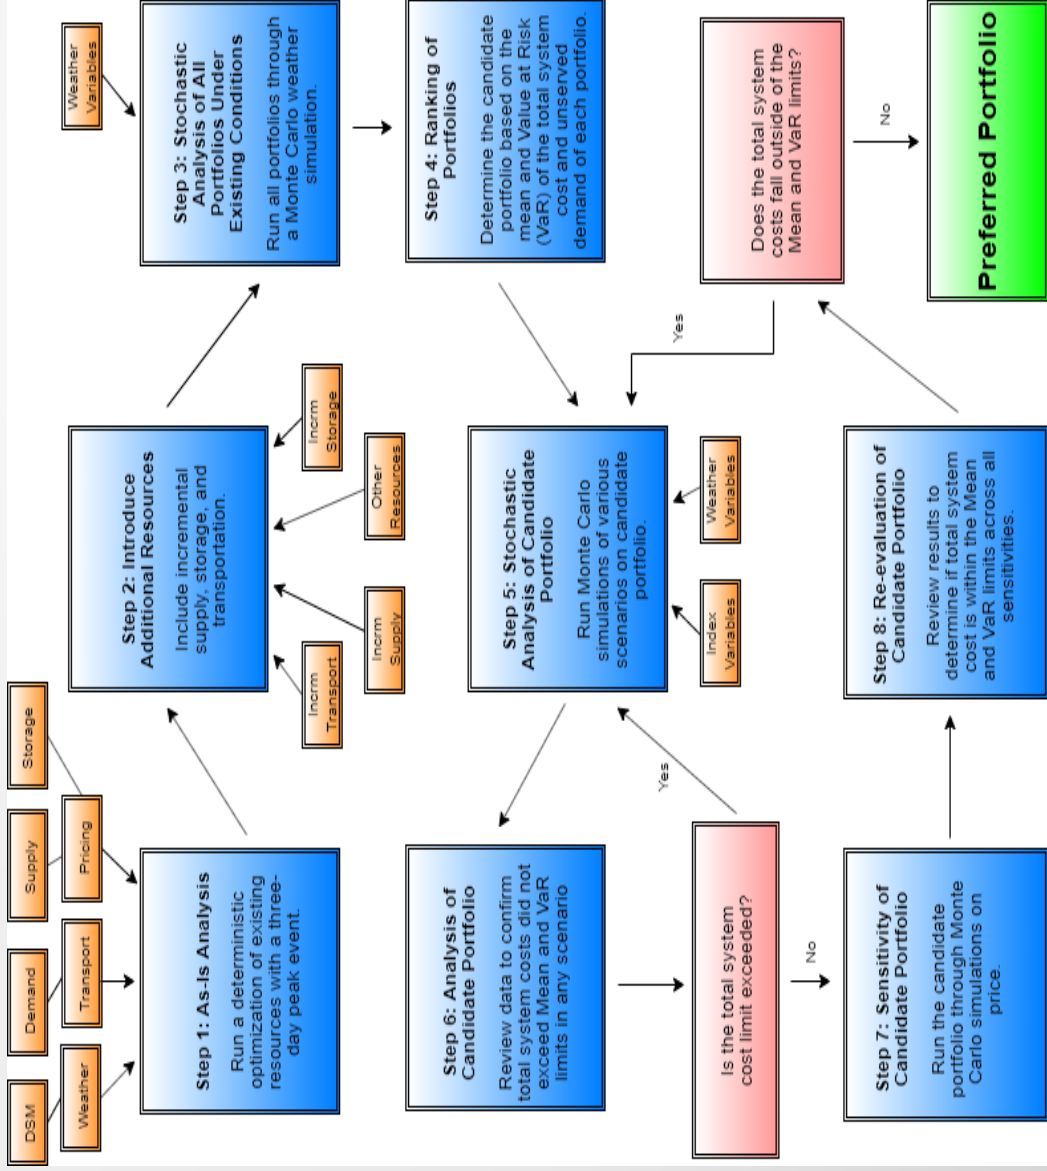 DSM
Demand
Supply
Storage
Weather
Transport
Pricing
Step 1: As-Is Analysis
Run a deterministic
optimization of existing
resources with a three-
day peak event.
Step 2: Introduce
Additional Resources
Include incremental
supply, storage, and
transportation.
Incrm
Transport
Incrm
Supply
Other
Resources
Incrm
Storage
Weather
Variables
Step 3: Stochastic
Analysis of All
Portfolios Under
Existing Conditions
Run all portfolios through
a Monte Carlo weather
simulation.
Step 4: Ranking of
Portfolios
Determine the candidate
portfolio based on the
mean and Value at Risk
(VaR) of the total system
cost and unserved
demand of each portfolio.
Step 5: Stochastic
Analysis of Candidate
Portfolio
Run Monte Carlo
simulations of various
scenarios on candidate
portfolio.
Index
Variables
Weather
Variables
Step 6: Analysis of
Candidate Portfolio
Review data to confirm
total system costs did not
exceed Mean and VaR
limits in any scenario
Is the total system
cost limit exceeded?
Yes
No
Step 7: Sensitivity of
Candidate Portfolio
Run the candidate
portfolio through Monte
Carlo simulations on
price.
Step 8: Re-evaluation of
Candidate Portfolio
Review results to
determine if total system
cost is within the Mean
and VaR limits across all
sensitivities.
Does the total system
costs fall outside of the
Mean and VaR limits?
Yes
No
Preferred Portfolio